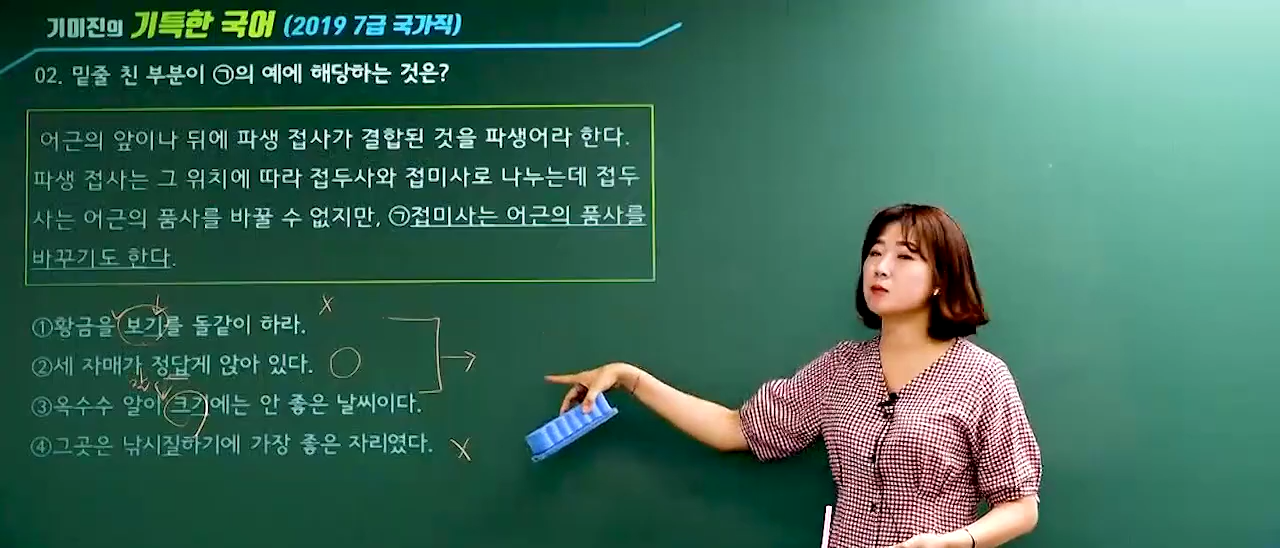 기미진의 기특한 국어 (2019 7급 국가직)
02. 밑줄 친 부분이 ㉠의 예에 해당하는 것은?
어근의 앞이나 뒤에 파생 접사가 결합된 것을 파생어라 한다.
파생 접사는 그 위치에 따라 접두사와 접미사로 나누는데 접두
사는 어근의 품사를 바꿀 수 없지만, ㉠접미사는 어근의 품사를
바꾸기도 한다.
①황금을 보기를 돌같이 하라. X
②세 자매가 정답게 앉아 있다. ○
③옥수수 알이 크기에는 안 좋은 날씨이다.
④그곳은 낚시질하기에 가장 좋은 자리였다. X